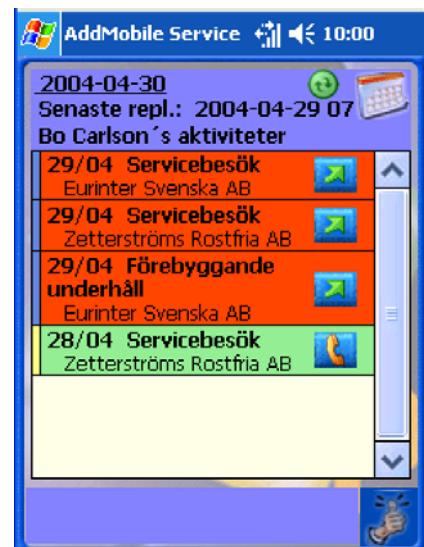 AddMobile Service 10:00
2004-04-30
Senaste repl.: 2004-04-29 07
Bo Carlson´s aktiviteter
29/04 Servicebesök
Eurinter Svenska AB
29/04 Servicebesök
Zetterströms Rostfria AB
29/04 Förebyggande
underhåll
Eurinter Svenska AB
28/04 Servicebesök
Zetterströms Rostfria AB